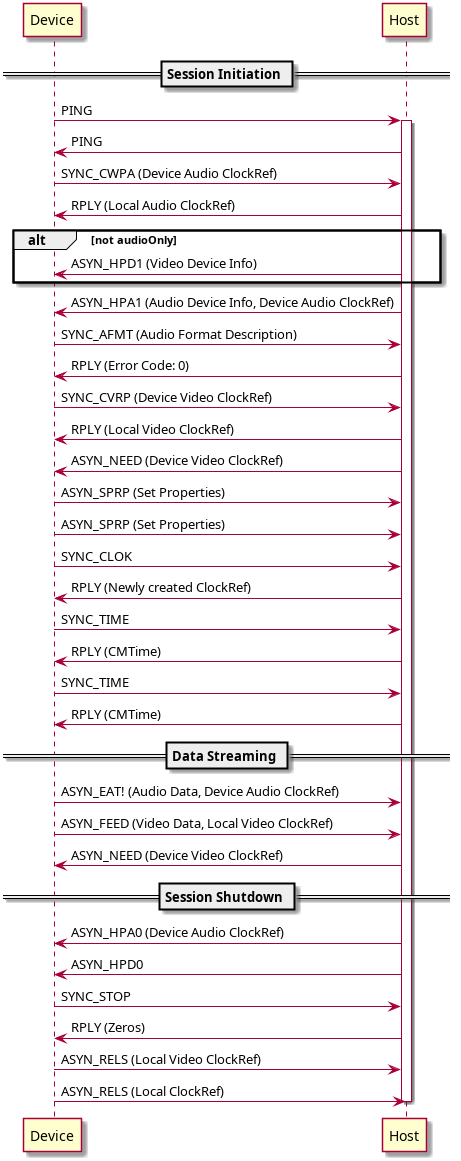 Device Host
Session Initiation
PING
PING
SYNC_CWPA (Device Audio ClockRef)
RPLY (Local Audio ClockRef)
alt [not audioOnly]
ASYN_HPD1 (Video Device Info)
ASYN_HPA1 (Audio Device Info, Device Audio ClockRef)
SYNC_AFMT (Audio Format Description)
RPLY (Error Code: 0)
SYNC_CVRP (Device Video ClockRef)
RPLY (Local Video ClockRef)
ASYN_NEED (Device Video ClockRef)
ASYN_SPRP (Set Properties)
ASYN_SPRP (Set Properties)
SYNC_CLOK
RPLY (Newly created ClockRef)
SYNC_TIME
RPLY (CMTime)
SYNC_TIME
RPLY (CMTime)
Data Streaming
ASYN_EAT! (Audio Data, Device Audio ClockRef)
ASYN_FEED (Video Data, Local Video ClockRef)
ASYN_NEED (Device Video ClockRef)
Session Shutdown
ASYN_HPA0 (Device Audio ClockRef)
ASYN_HPD0
SYNC_STOP
RPLY (Zeros)
ASYN_RELS (Local Video ClockRef)
ASYN_RELS (Local ClockRef)
Device Host